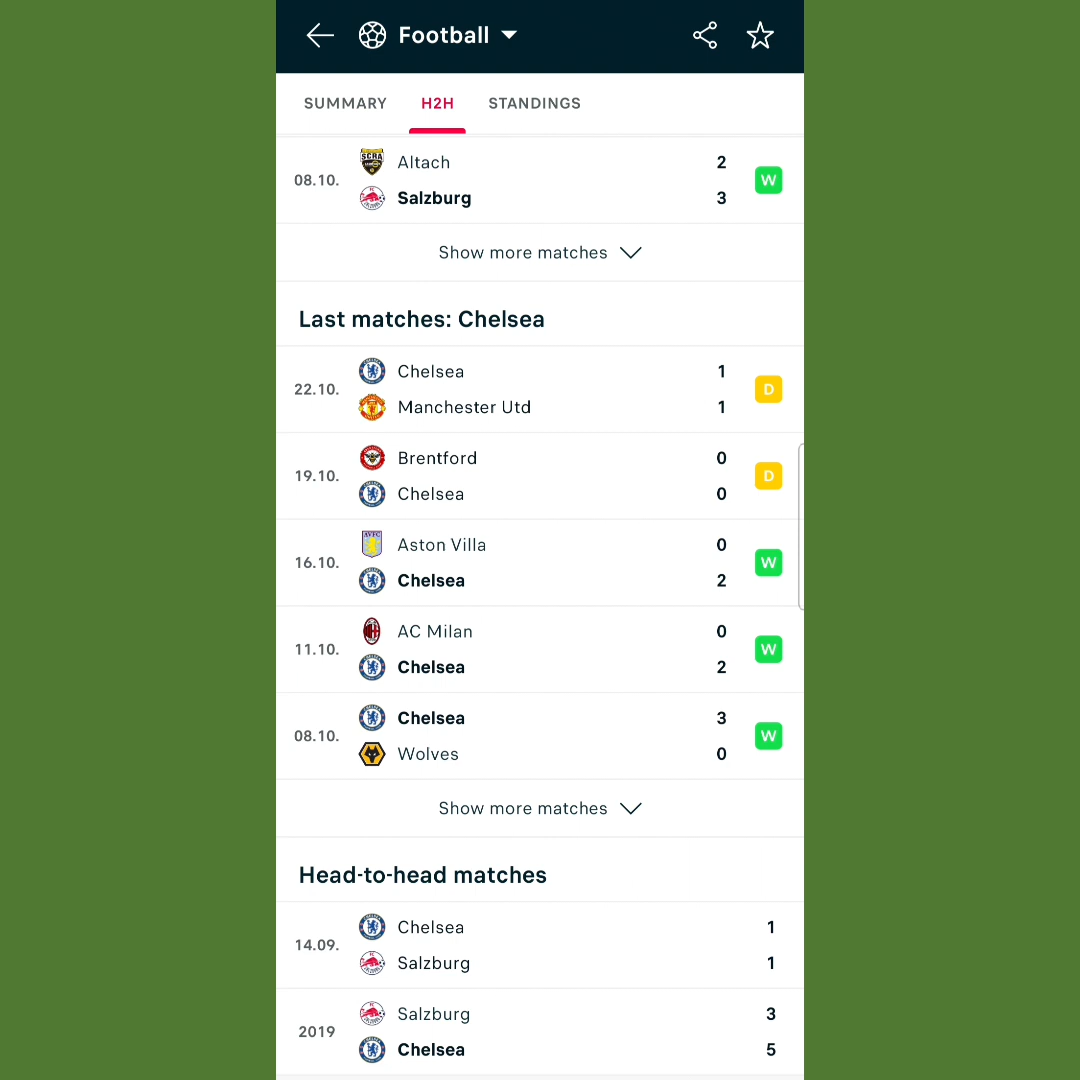 Football
SUMMARY H2H STANDINGS
08.10.
Altach 2
Salzburg 3
W
Show more matches
Last matches: Chelsea
22.10.
Chelsea 1
Manchester Utd 1
D
19.10.
Brentford 0
Chelsea 0
D
16.10.
Aston Villa 0
Chelsea 2
W
11.10.
AC Milan 0
Chelsea 2
W
08.10.
Chelsea 3
Wolves 0
W
Show more matches
Head-to-head matches
14.09.
Chelsea 1
Salzburg 1
2019
Salzburg 3
Chelsea 5